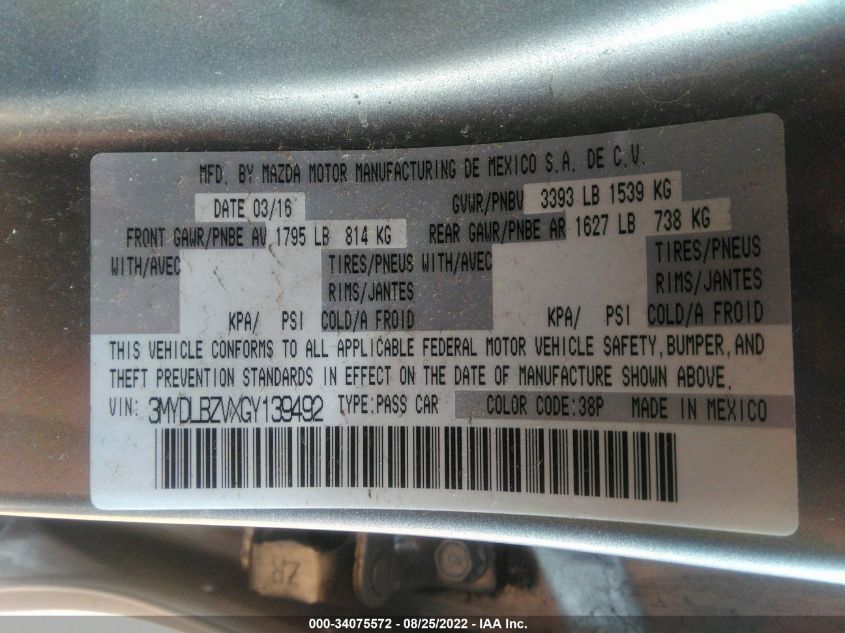 MFD. BY MAZDA MOTOR MANUFACTURING DE MEXICO S.A. DE C.V.
DATE 03/16 GVWR/PNBV 3393 LB 1539 KG
FRONT GAWR/PNBE AV 1795 LB 814 KG REAR GAWR/PNBE AR 1627 LB 738 KG
WITH/AVEC TIRES/PNEUS WITH/AVEC TIRES/PNEUS
RIMS/JANTES RIMS/JANTES
KPA/ PSI COLD/A FROID KPA/ PSI COLD/A FROID
THIS VEHICLE CONFORMS TO ALL APPLICABLE FEDERAL MOTOR VEHICLE SAFETY, BUMPER, AND
THEFT PREVENTION STANDARDS IN EFFECT ON THE DATE OF MANUFACTURE SHOWN ABOVE.
VIN: 3MYDLBZVXGY139492 TYPE:PASS CAR COLOR CODE:38P MADE IN MEXICO
ZR
000-34075572 - 08/25/2022 - IAA Inc.